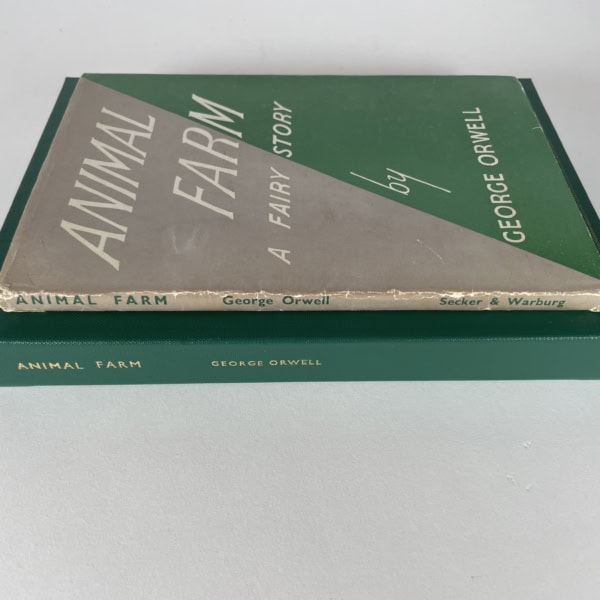 ANIMAL
FARM
A FAIRY STORY
by
GEORGE ORWELL
ANIMAL FARM George Orwell Secker & Warburg
ANIMAL FARM GEORGE ORWELL